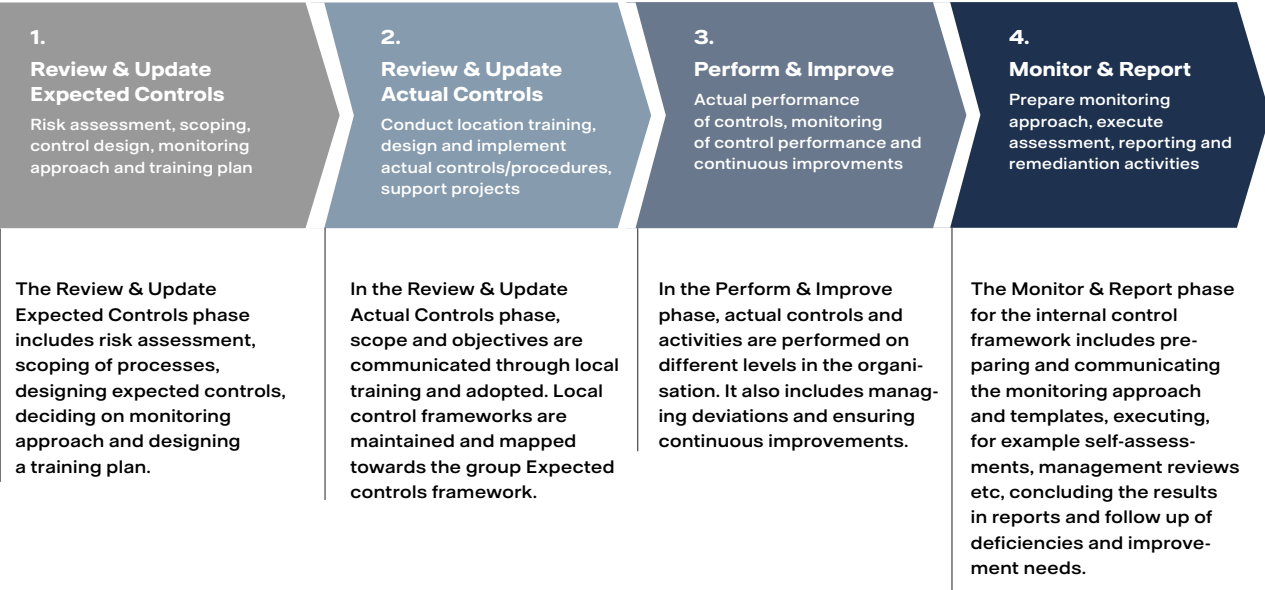 1.
Review & Update
Expected Controls
Risk assessment, scoping,
control design, monitoring
approach and training plan
2.
Review & Update
Actual Controls
Conduct location training,
design and implement
actual controls/procedures,
support projects
3.
Perform & Improve
Actual performance
of controls, monitoring
of control performance and
continuous improvments
4.
Monitor & Report
Prepare monitoring
approach, execute
assessment, reporting and
remediantion activities
The Review & Update
Expected Controls phase
includes risk assessment,
scoping of processes,
designing expected controls,
deciding on monitoring
approach and designing
a training plan.
In the Review & Update
Actual Controls phase,
scope and objectives are
communicated through local
training and adopted. Local
control frameworks are
maintained and mapped
towards the group Expected
controls framework.
In the Perform & Improve
phase, actual controls and
activities are performed on
different levels in the organi-
sation. It also includes manag-
ing deviations and ensuring
continuous improvements.
The Monitor & Report phase
for the internal control
framework includes pre-
paring and communicating
the monitoring approach
and templates, executing,
for example self-assess-
ments, management reviews
etc, concluding the results
in reports and follow up of
deficiencies and improve-
ment needs.